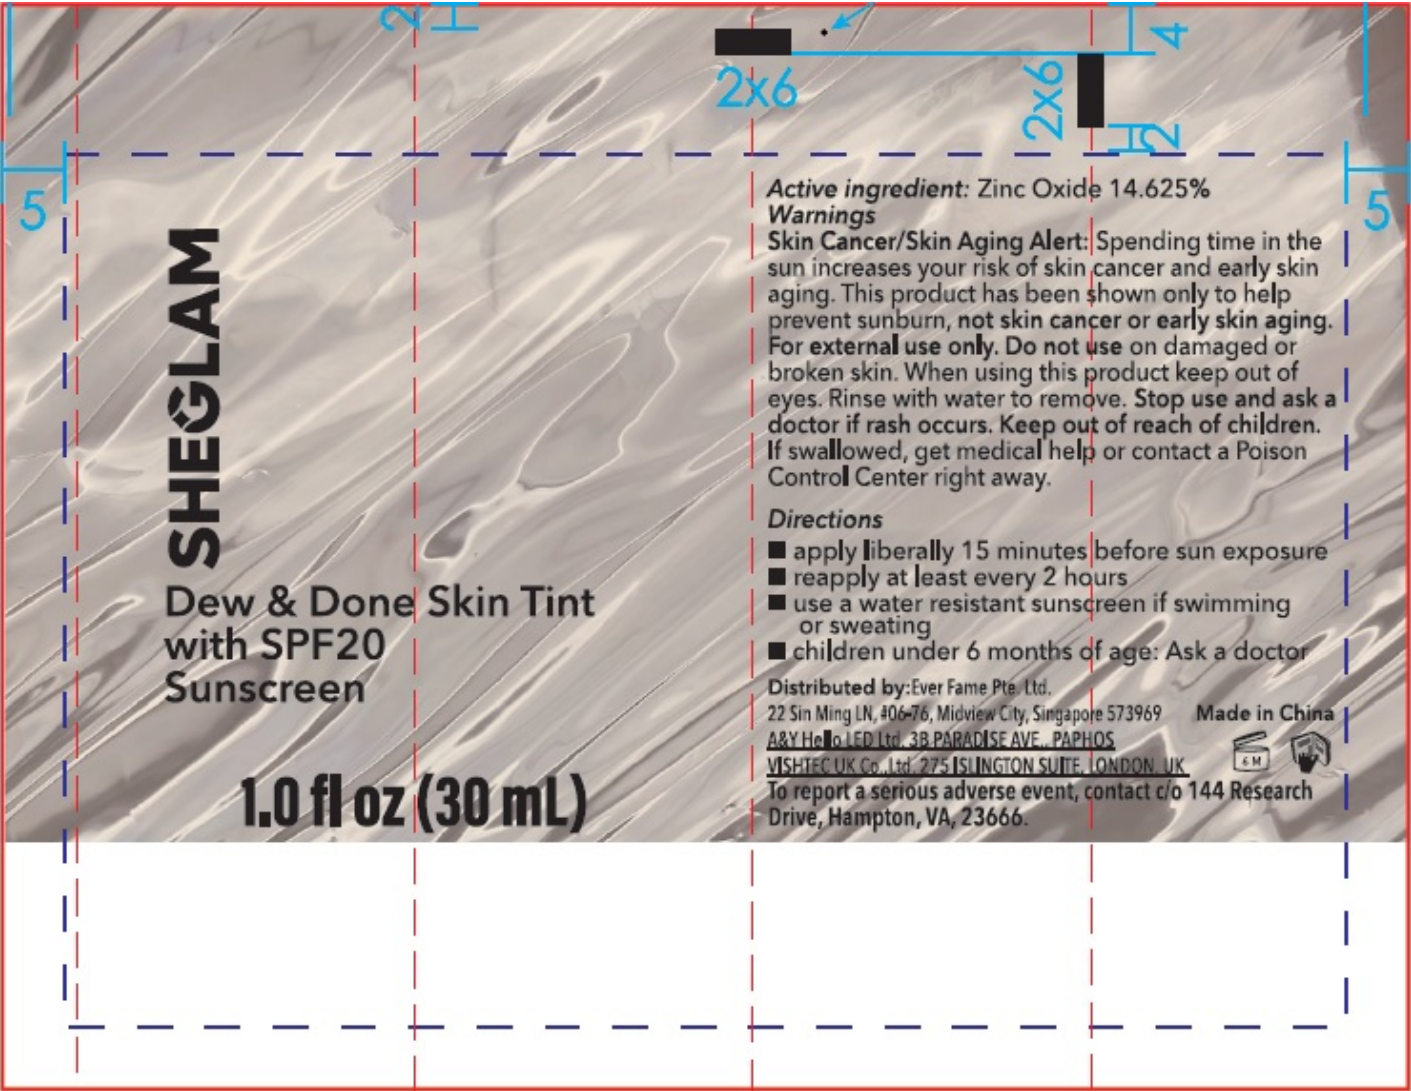 2
2x6
4
2x6
2
5
5
SHEGLAM
Dew & Done Skin Tint
with SPF20
Sunscreen
1.0 fl oz (30 mL)
Active ingredient: Zinc Oxide 14.625%
Warnings
Skin Cancer/Skin Aging Alert: Spending time in the
sun increases your risk of skin cancer and early skin
aging. This product has been shown only to help
prevent sunburn, not skin cancer or early skin aging.
For external use only. Do not use on damaged or
broken skin. When using this product keep out of
eyes. Rinse with water to remove. Stop use and ask a
doctor if rash occurs. Keep out of reach of children.
If swallowed, get medical help or contact a Poison
Control Center right away.
Directions
■ apply liberally 15 minutes before sun exposure
■ reapply at least every 2 hours
■ use a water resistant sunscreen if swimming
or sweating
■ children under 6 months of age: Ask a doctor
Distributed by:Ever Fame Pte. Ltd.
22 Sin Ming LN, #06-76, Midview City, Singapore 573969 Made in China
A&Y Hello LED Ltd. 3B PARADISE AVE., PAPHOS
VISHTEC UK Co.,Ltd. 275 ISLINGTON SUITE, LONDON, UK
6 M
To report a serious adverse event, contact c/o 144 Research
Drive, Hampton, VA, 23666.